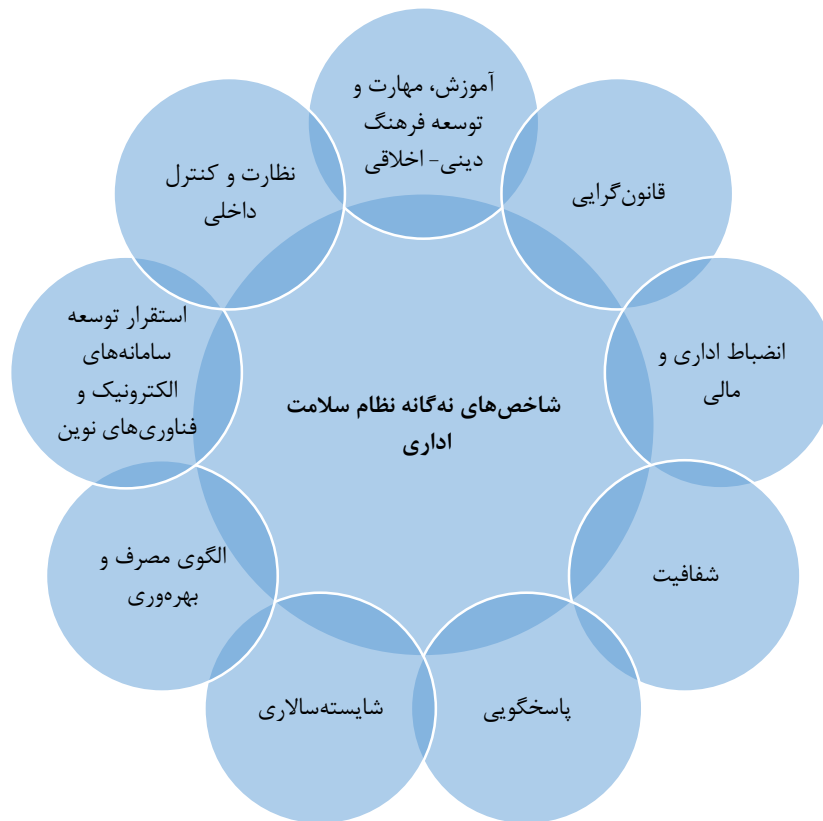 آموزش، مهارت و
توسعه فرهنگ
دینی- اخلاقی
قانون‌گرایی
انضباط اداری و
مالی
شفافیت
پاسخگویی
شایسته‌سالاری
الگوی مصرف و
بهره‌وری
استقرار توسعه
سامانه‌های
الکترونیک و
فناوری‌های نوین
نظارت و کنترل
داخلی
شاخص‌های نه‌گانه نظام سلامت
اداری